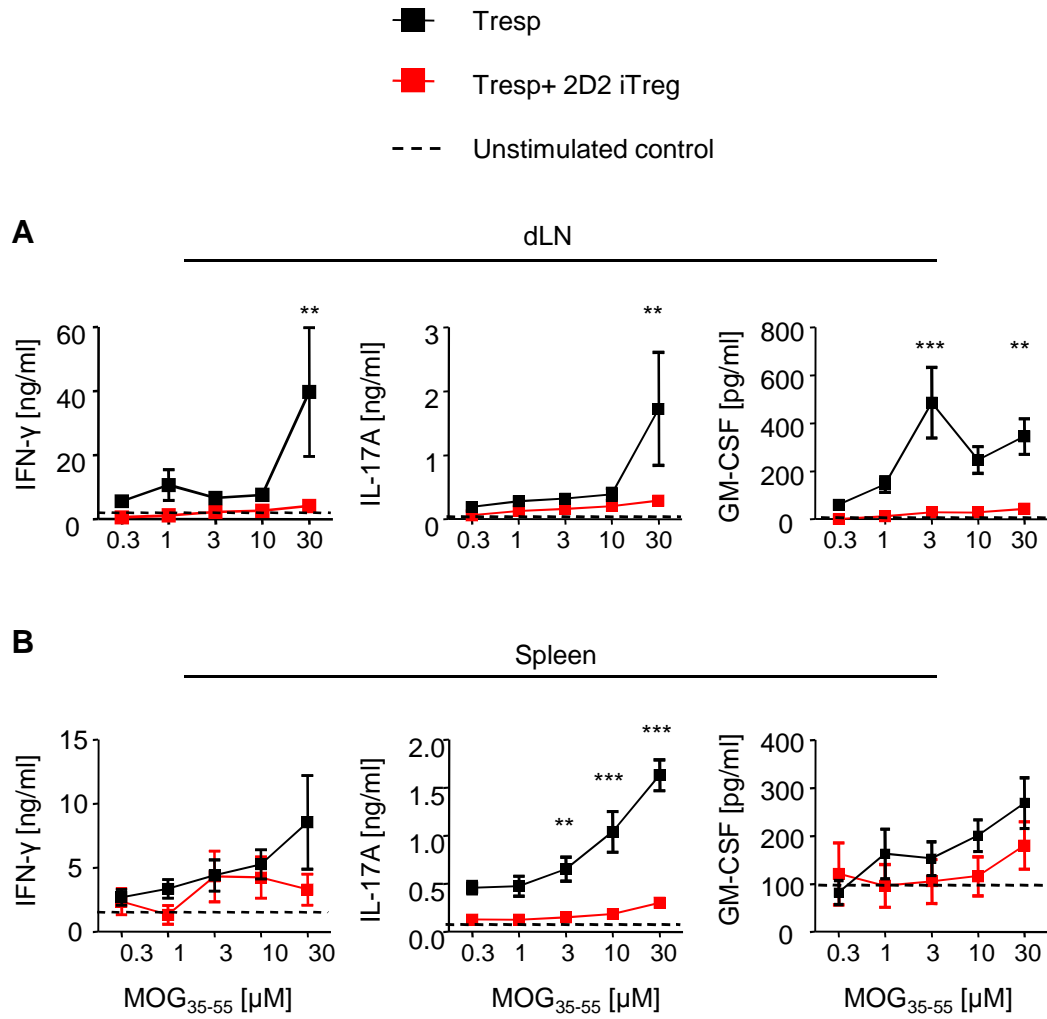 Tresp
Tresp+ 2D2 iTreg
Unstimulated control
A
dLN
IFN-γ [ng/ml]
60
40
20
0
**
0.3 1 3 10 30
IL-17A [ng/ml]
3
2
1
0
**
0.3 1 3 10 30
GM-CSF [pg/ml]
800
600
400
200
0
*** **
0.3 1 3 10 30
B
Spleen
IFN-γ [ng/ml]
15
10
5
0
0.3 1 3 10 30
MOG35-55 [µM]
IL-17A [ng/ml]
2.0
1.5
1.0
0.5
0.0
** *** ***
0.3 1 3 10 30
MOG35-55 [µM]
GM-CSF [pg/ml]
400
300
200
100
0
0.3 1 3 10 30
MOG35-55 [µM]